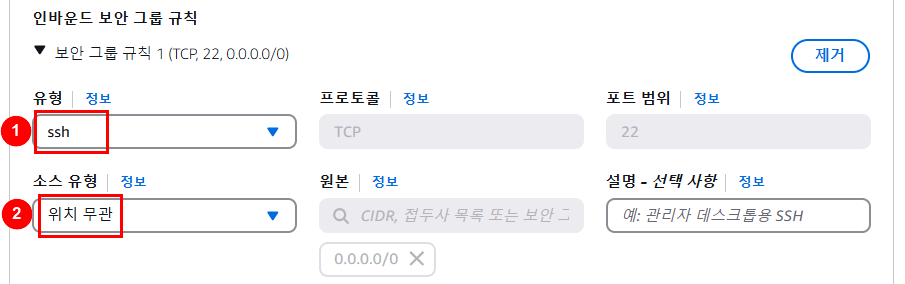 인바운드 보안 그룹 규칙
▼ 보안 그룹 규칙 1 (TCP, 22, 0.0.0.0/0)
제거
유형 정보 프로토콜 정보 포트 범위 정보
1 ssh TCP 22
소스 유형 정보 원본 정보 설명 - 선택 사항 정보
2 위치 무관 CIDR, 접두사 목록 또는 보안 그 예: 관리자 데스크톱용 SSH
0.0.0.0/0